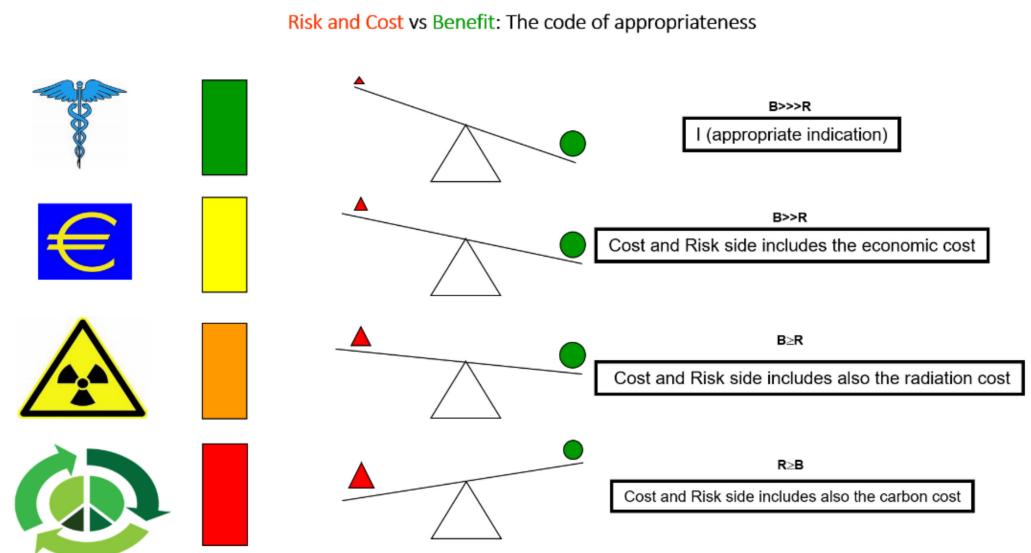 Risk and Cost vs Benefit: The code of appropriateness
B>>>R
I (appropriate indication)
€
B>>R
Cost and Risk side includes the economic cost
B≥R
Cost and Risk side includes also the radiation cost
R≥B
Cost and Risk side includes also the carbon cost